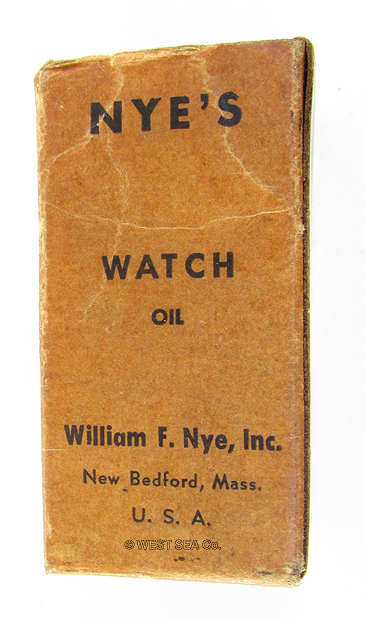 NYE'S
WATCH
OIL
William F. Nye, Inc.
New Bedford, Mass.
U. S. A.
© WEST SEA Co.